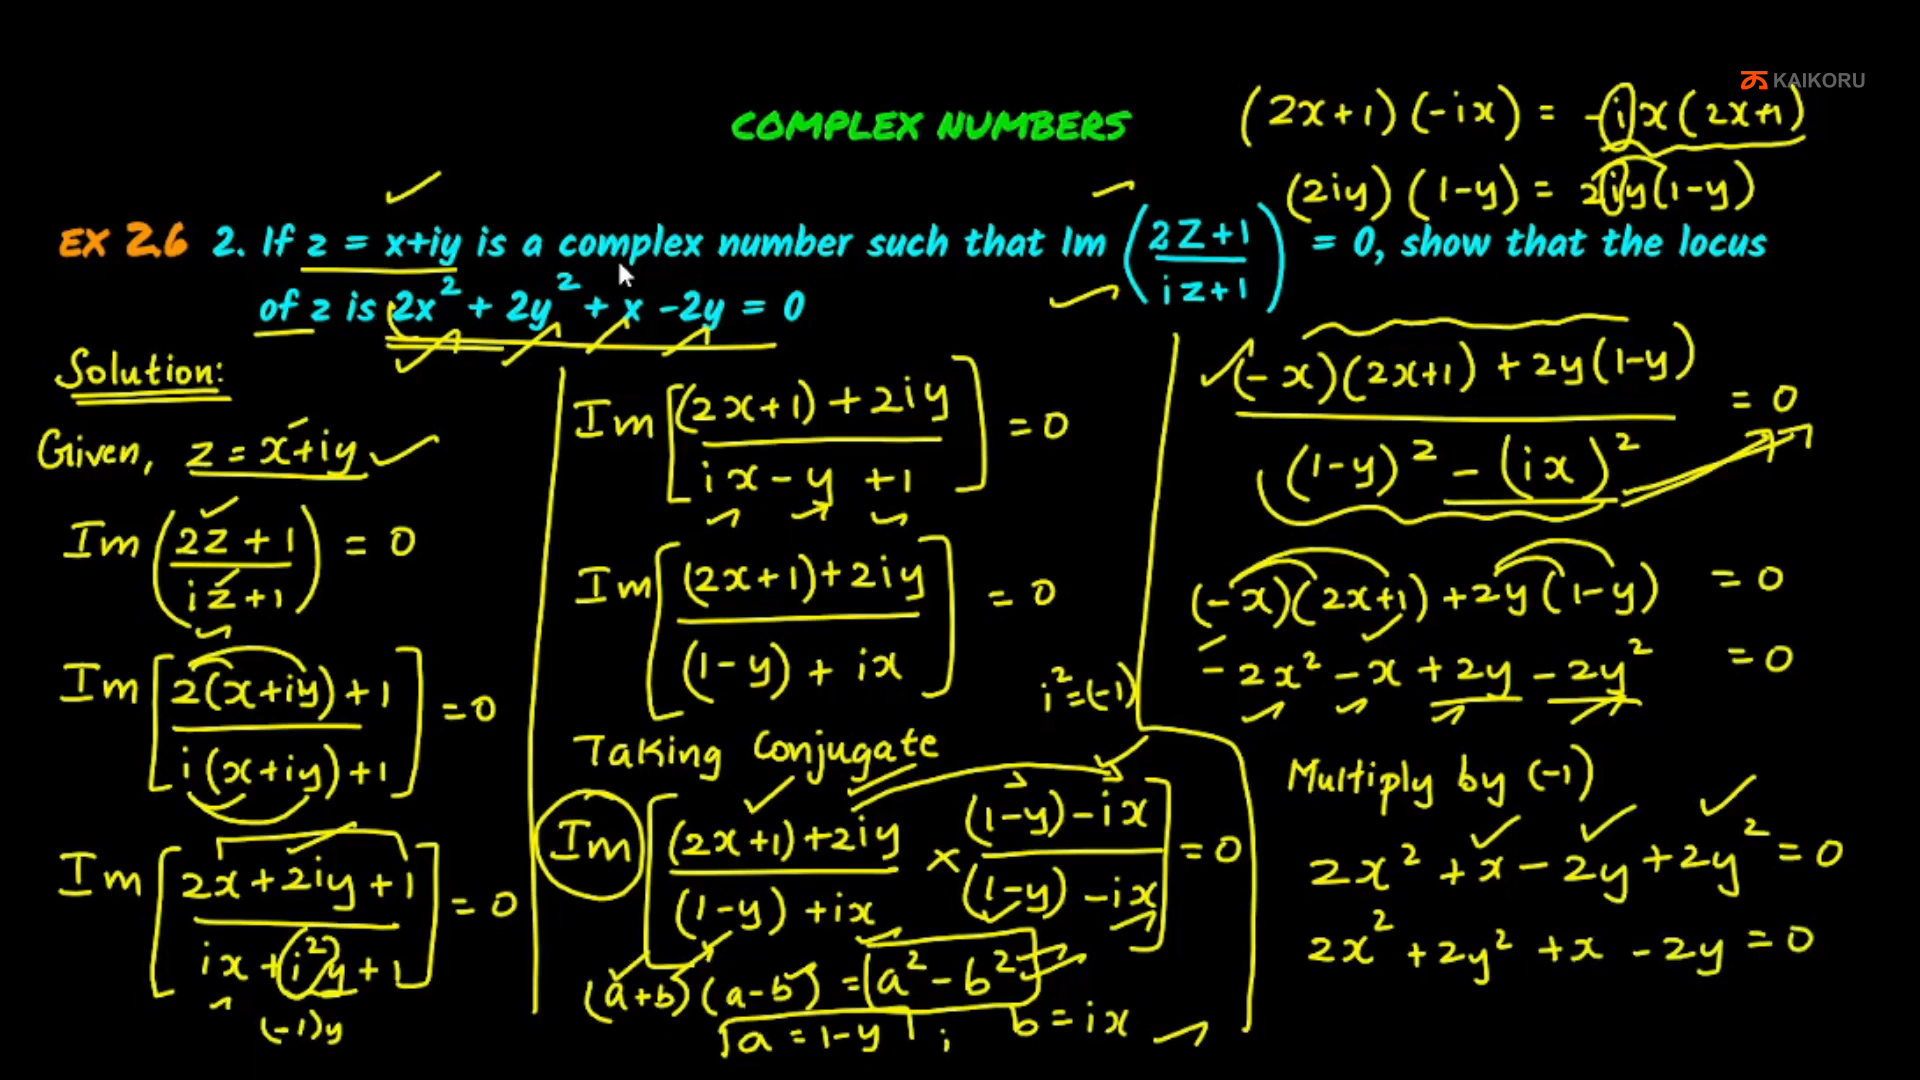 KAIKORU
COMPLEX NUMBERS
(2x+1)(-ix) = -ix(2x+1)
(2iy)(1-y) = 2iy(1-y)
EX 2.6 2. If z = x+iy is a complex number such that Im (2Z+1 / iz+1) = 0, show that the locus
of z is 2x² + 2y² + x -2y = 0
Solution:
Given, z = x+iy
Im (2Z+1 / iz+1) = 0
Im [2(x+iy)+1 / i(x+iy)+1] = 0
Im [2x+2iy+1 / ix+i²y+1] = 0
(-1)y
Im [(2x+1)+2iy / ix-y+1] = 0
Im [(2x+1)+2iy / (1-y)+ix] = 0
i²=(-1)
Taking Conjugate
Im [(2x+1)+2iy / (1-y)+ix × (1-y)-ix / (1-y)-ix] = 0
(a+b)(a-b) = a²-b²
a = 1-y ; b = ix
(-x)(2x+1)+2y(1-y) / (1-y)²-(ix)² = 0
(-x)(2x+1)+2y(1-y) = 0
-2x²-x+2y-2y² = 0
Multiply by (-1)
2x²+x-2y+2y² = 0
2x²+2y²+x-2y = 0